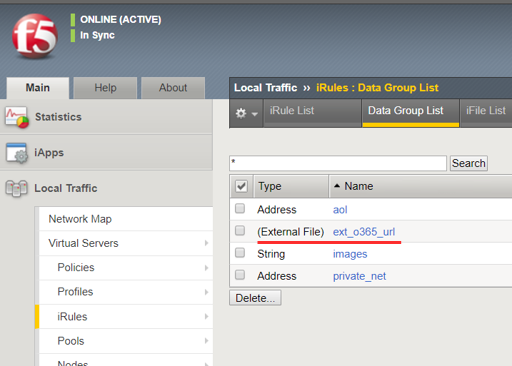 f5
ONLINE (ACTIVE)
In Sync
Main
Help
About
Statistics
iApps
Local Traffic
Network Map
Virtual Servers
Policies
Profiles
iRules
Pools
Nodes
Local Traffic ›› iRules : Data Group List
iRule List
Data Group List
iFile List
*
Search
Type
Name
Address
aol
(External File)
ext_o365_url
String
images
Address
private_net
Delete...